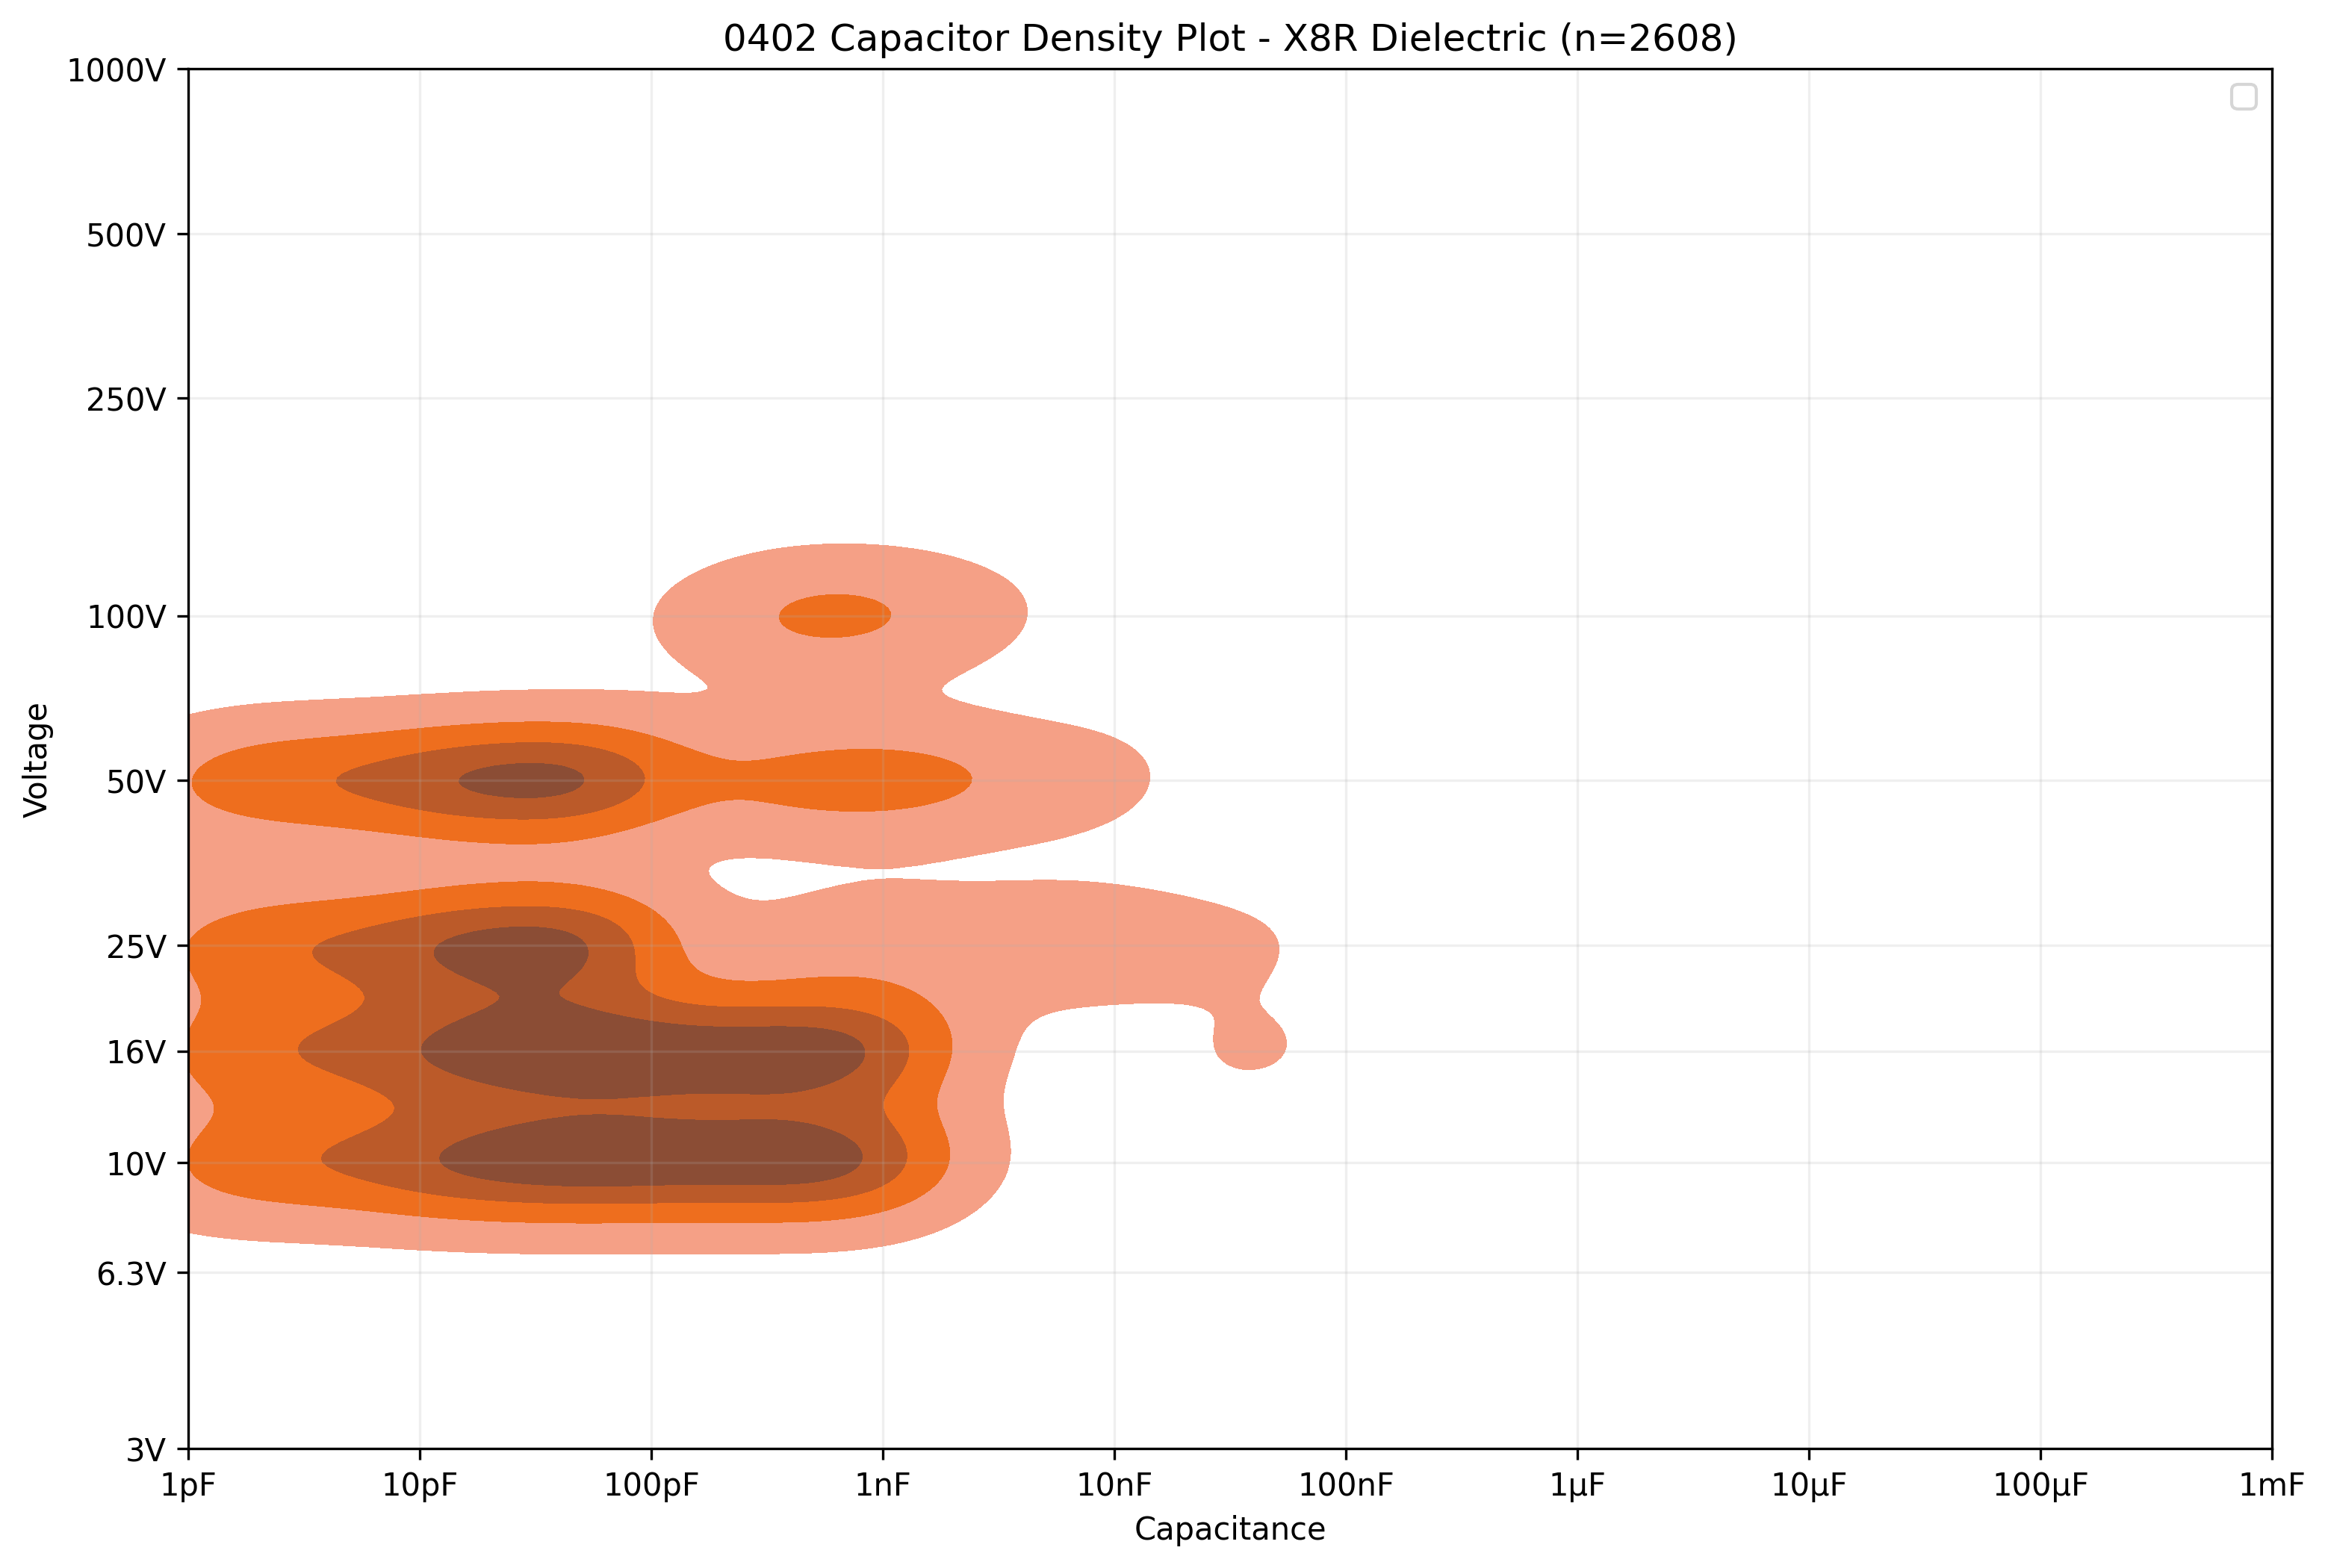 0402 Capacitor Density Plot - X8R Dielectric (n=2608)
1000V
500V
250V
100V
50V
25V
16V
10V
6.3V
3V
Voltage
1pF 10pF 100pF 1nF 10nF 100nF 1μF 10μF 100μF 1mF
Capacitance